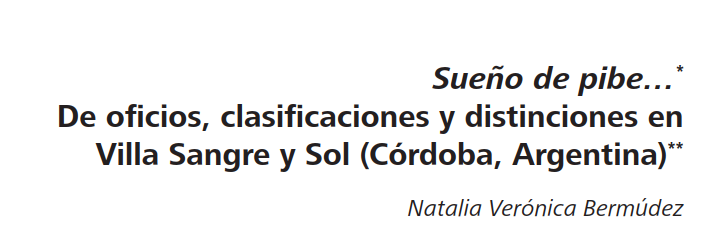 Sueño de pibe…*
De oficios, clasificaciones y distinciones en
Villa Sangre y Sol (Córdoba, Argentina)**
Natalia Verónica Bermúdez